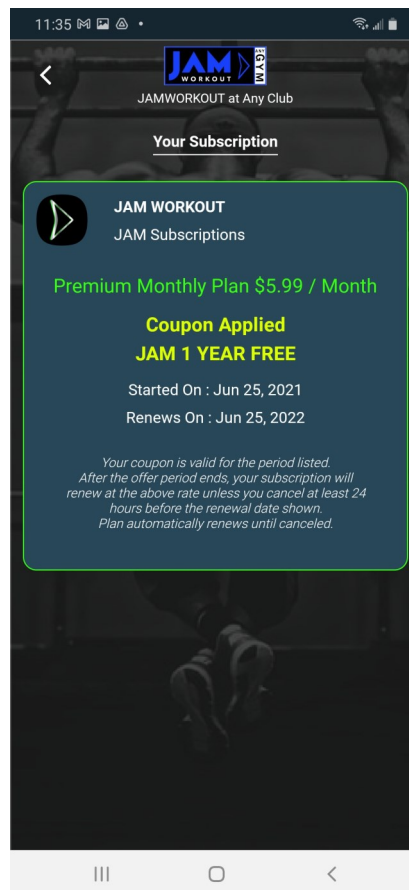 11:35
JAM
WORKOUT
GYM
JAMWORKOUT at Any Club
Your Subscription
JAM WORKOUT
JAM Subscriptions
Premium Monthly Plan $5.99 / Month
Coupon Applied
JAM 1 YEAR FREE
Started On : Jun 25, 2021
Renews On : Jun 25, 2022
Your coupon is valid for the period listed.
After the offer period ends, your subscription will
renew at the above rate unless you cancel at least 24
hours before the renewal date shown.
Plan automatically renews until canceled.